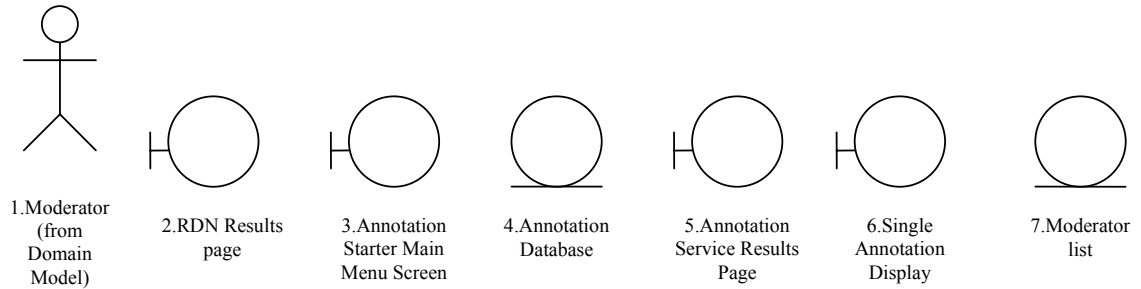 1.Moderator
(from
Domain
Model)
2.RDN Results
page
3.Annotation
Starter Main
Menu Screen
4.Annotation
Database
5.Annotation
Service Results
Page
6.Single
Annotation
Display
7.Moderator
list